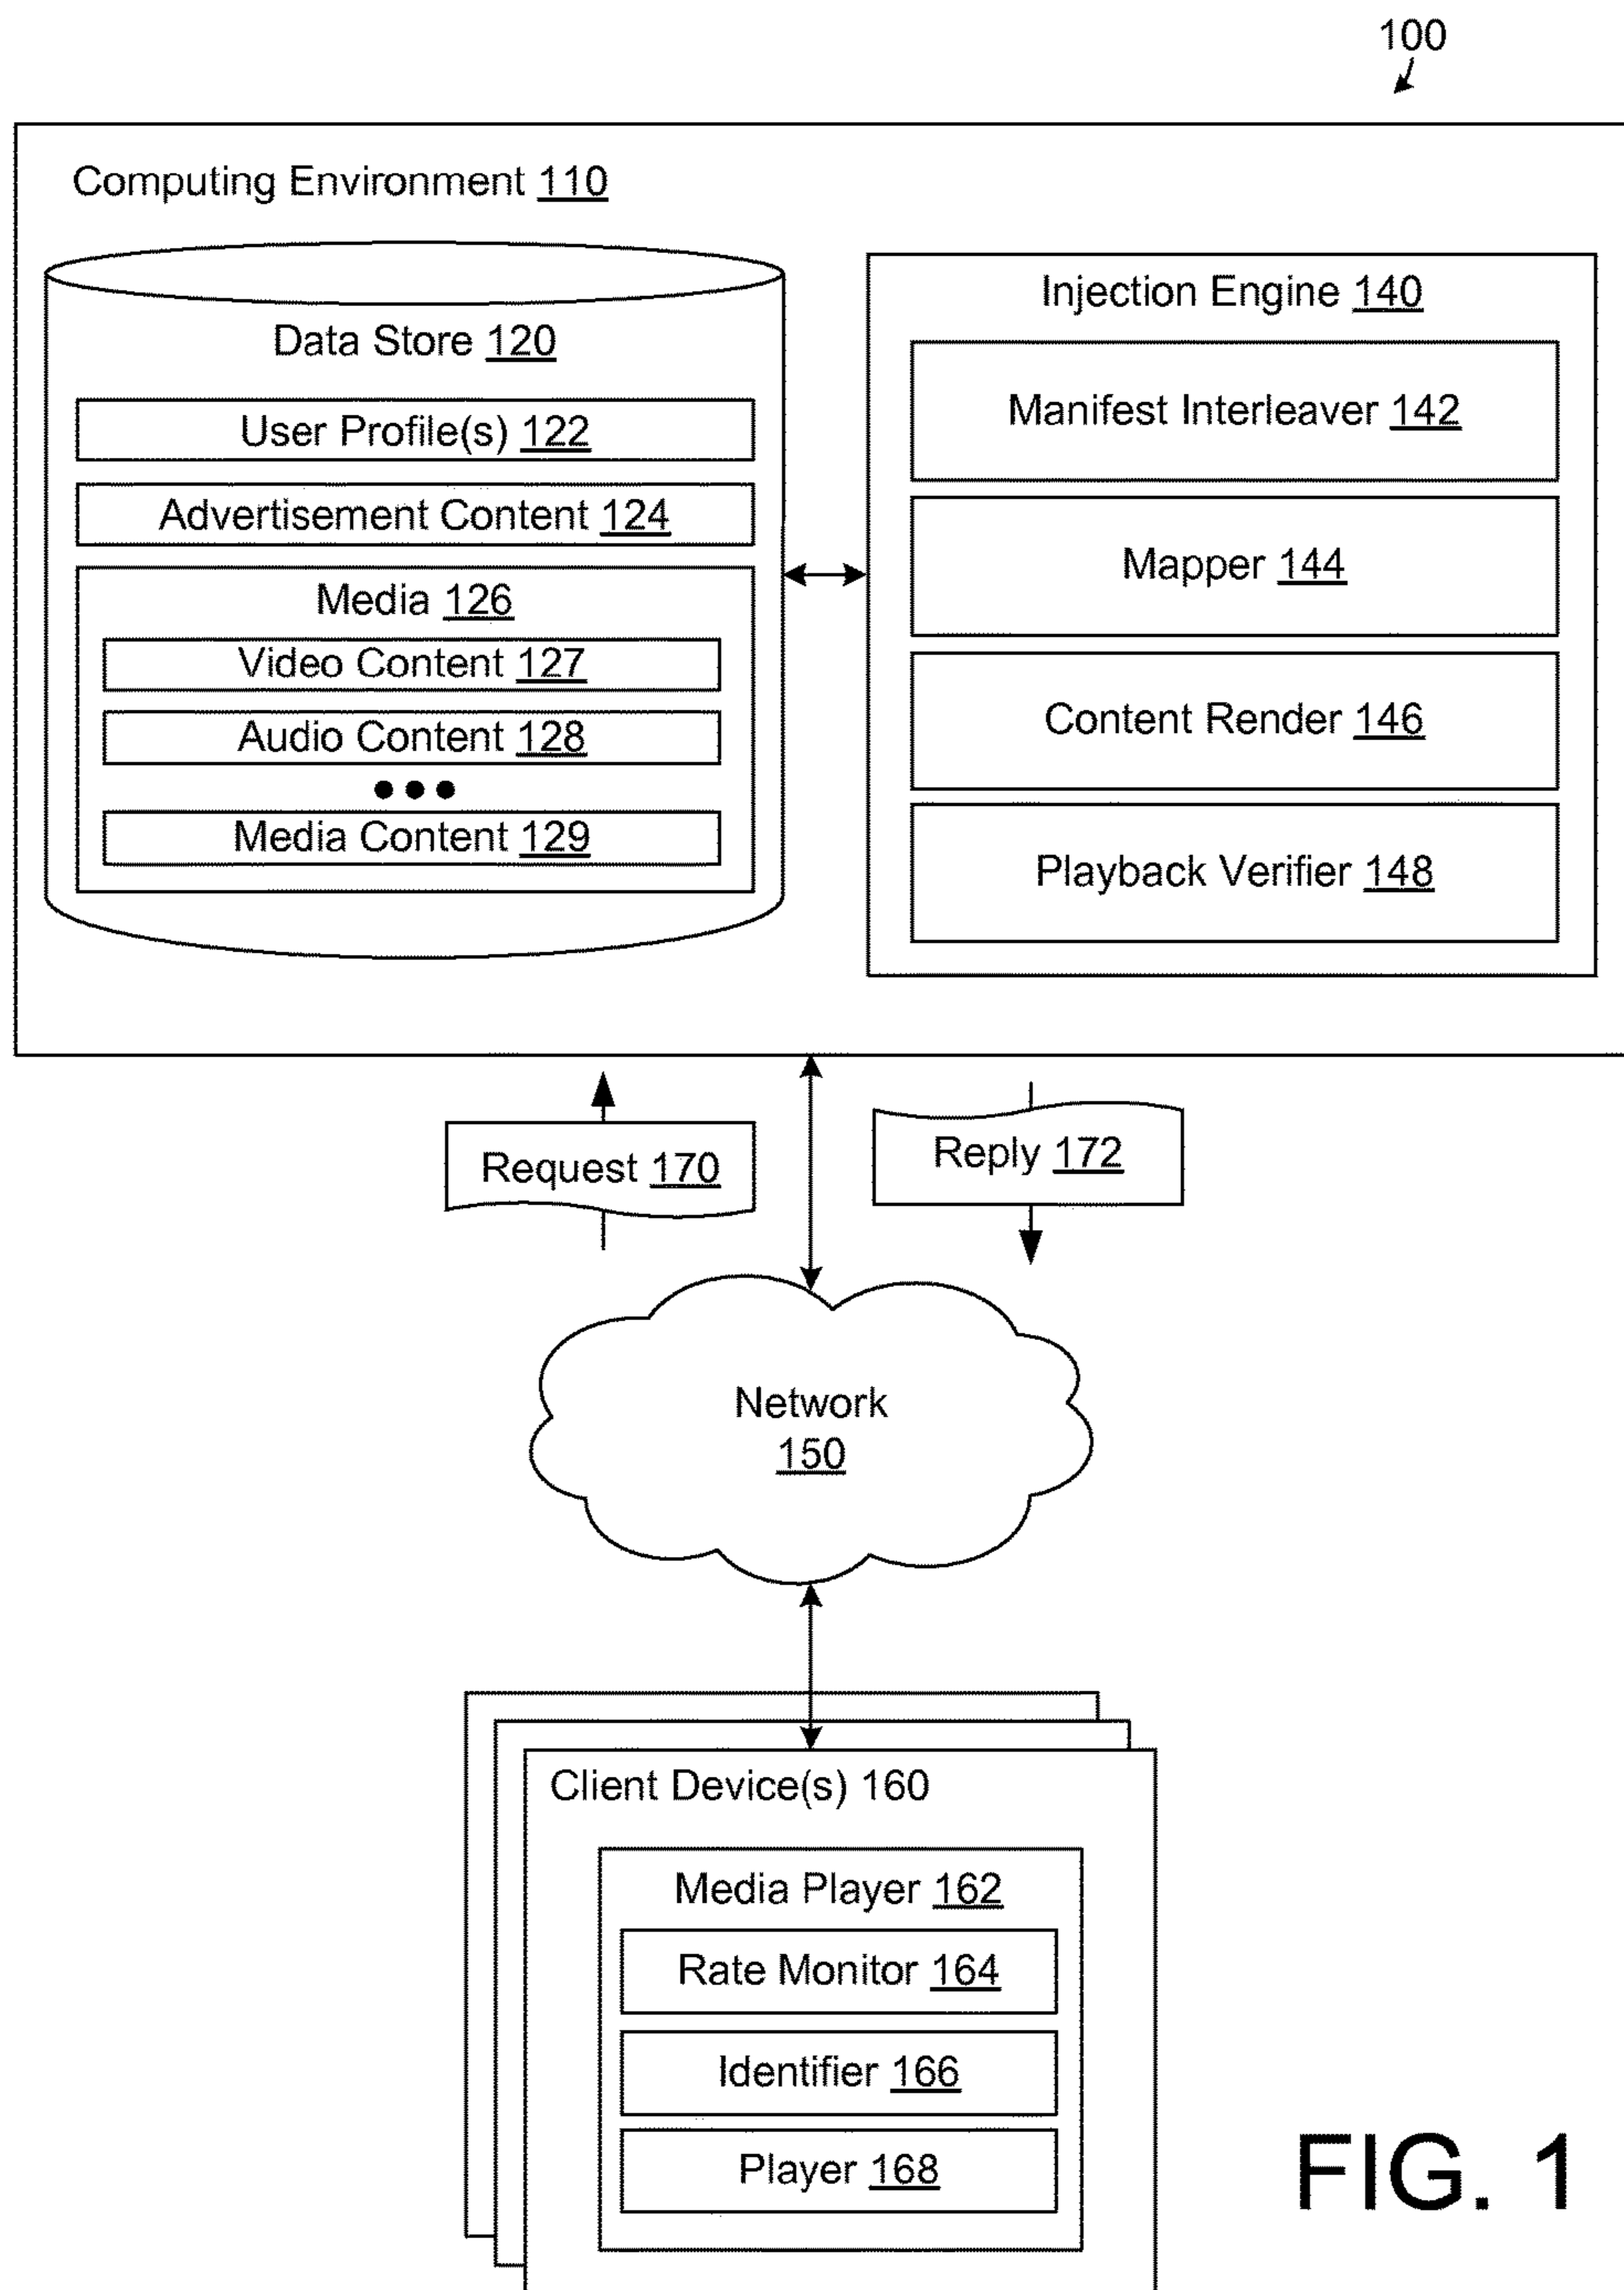 100
Computing Environment 110
Data Store 120
User Profile(s) 122
Advertisement Content 124
Media 126
Video Content 127
Audio Content 128
Media Content 129
Injection Engine 140
Manifest Interleaver 142
Mapper 144
Content Render 146
Playback Verifier 148
Request 170
Reply 172
Network
150
Client Device(s) 160
Media Player 162
Rate Monitor 164
Identifier 166
Player 168
FIG. 1